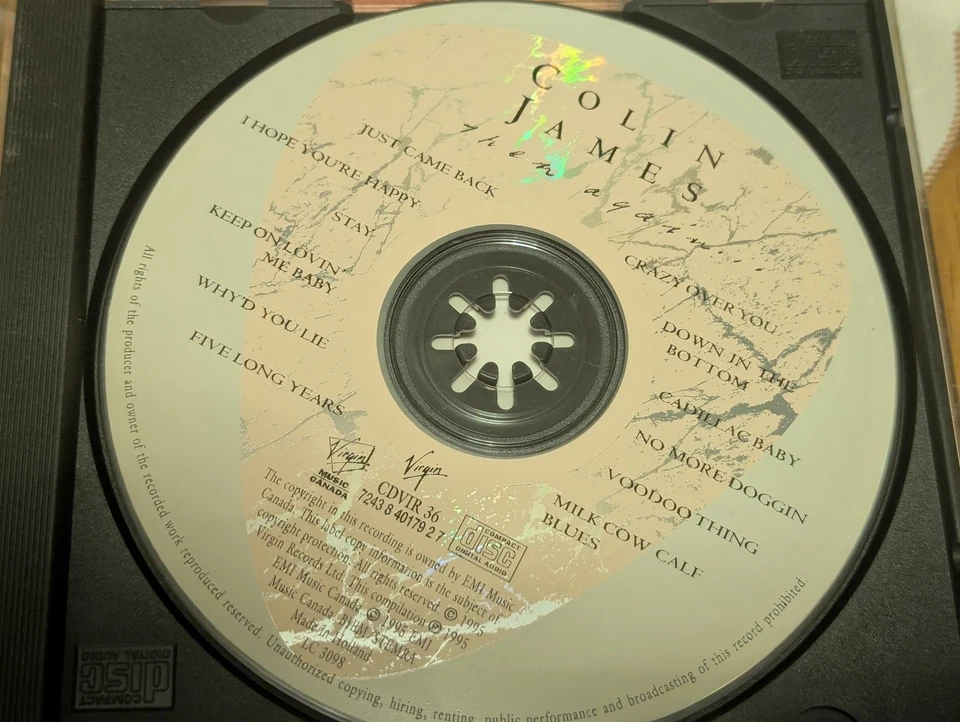 COLIN
JAMES
Then again
JUST CAME BACK
I HOPE YOU'RE HAPPY
STAY
KEEP ON LOVIN'
ME BABY
WHY'D YOU LIE
FIVE LONG YEARS
CRAZY OVER YOU
DOWN IN THE
BOTTOM
CADILLAC BABY
NO MORE DOGGIN
VOODOO THING
MILK COW CALF
BLUES
Virgin
MUSIC
CANADA
Virgin
CDVIR 36
7243 8 40179 2 7
COMPACT
disc
DIGITAL AUDIO
The copyright in this recording is owned by EMI Music
Canada. This label copy information is the subject of
copyright protection. All rights reserved. © 1995
Virgin Records Ltd. This compilation ℗ 1995
EMI Music Canada © 1995 EMI
Music Canada. BIEM/STEMRA
Made in Holland
LC 3098
All rights of the producer and owner of the recorded work reproduced reserved. Unauthorized copying, hiring, renting, public performance and broadcasting of this record prohibited.
COMPACT
disc
DIGITAL AUDIO